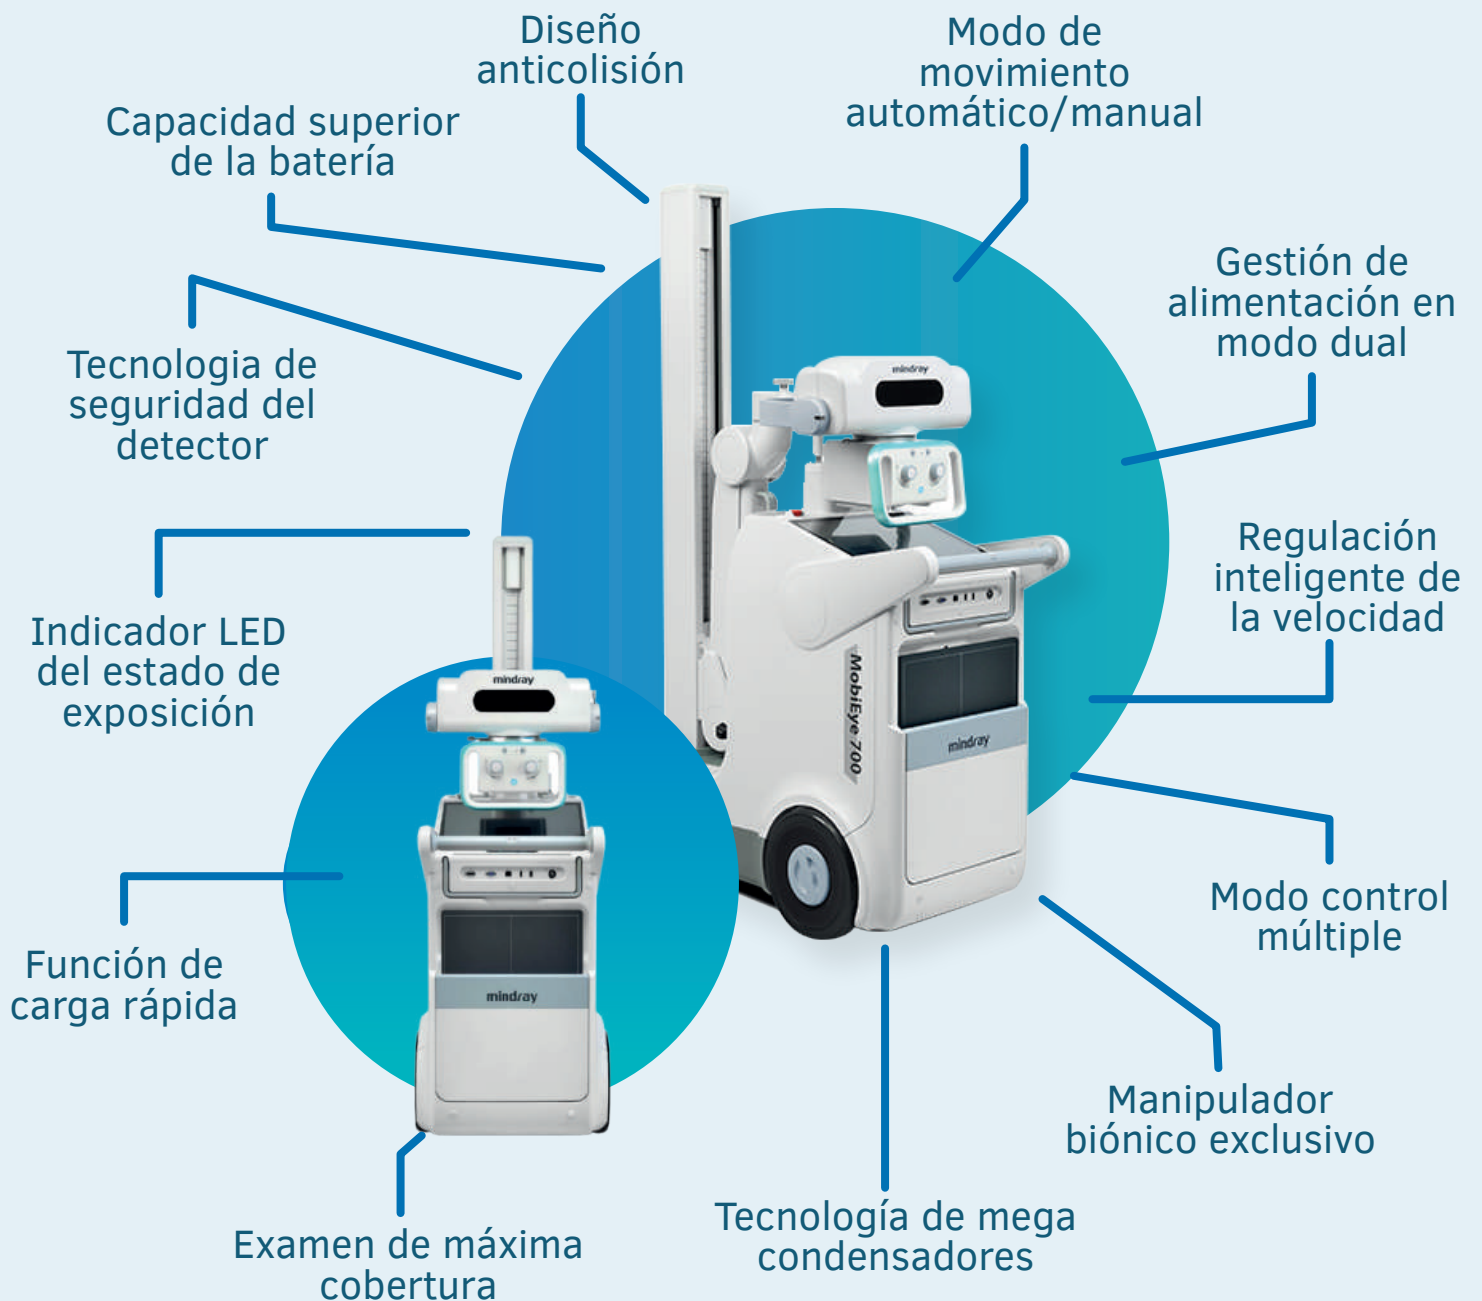 Diseño
anticolisión
Modo de
movimiento
automático/manual
Capacidad superior
de la batería
Gestión de
alimentación en
modo dual
Tecnologia de
seguridad del
detector
mindray
Regulación
inteligente de
la velocidad
Indicador LED
del estado de
exposición
mindray
MobiEye 700
mindray
Modo control
múltiple
Función de
carga rápida
mindray
Manipulador
biónico exclusivo
Tecnología de mega
condensadores
Examen de máxima
cobertura